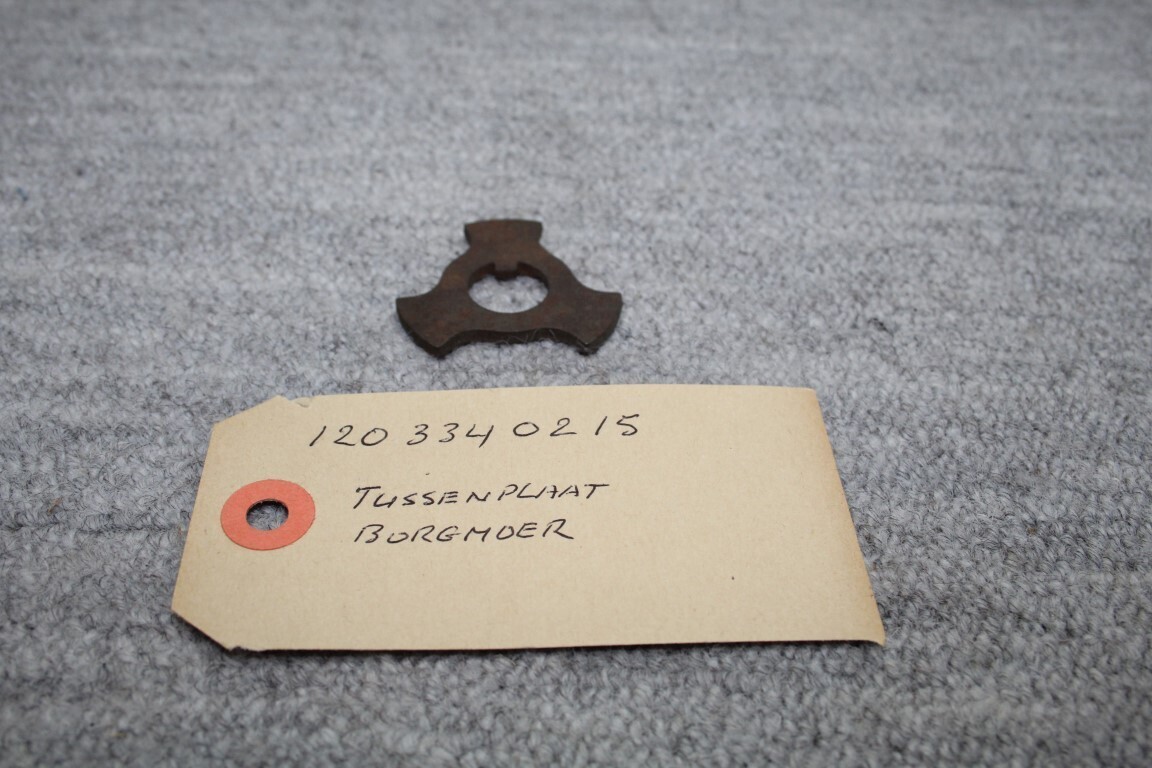 120 334 02 15
TUSSENPLAAT
BORGMOER